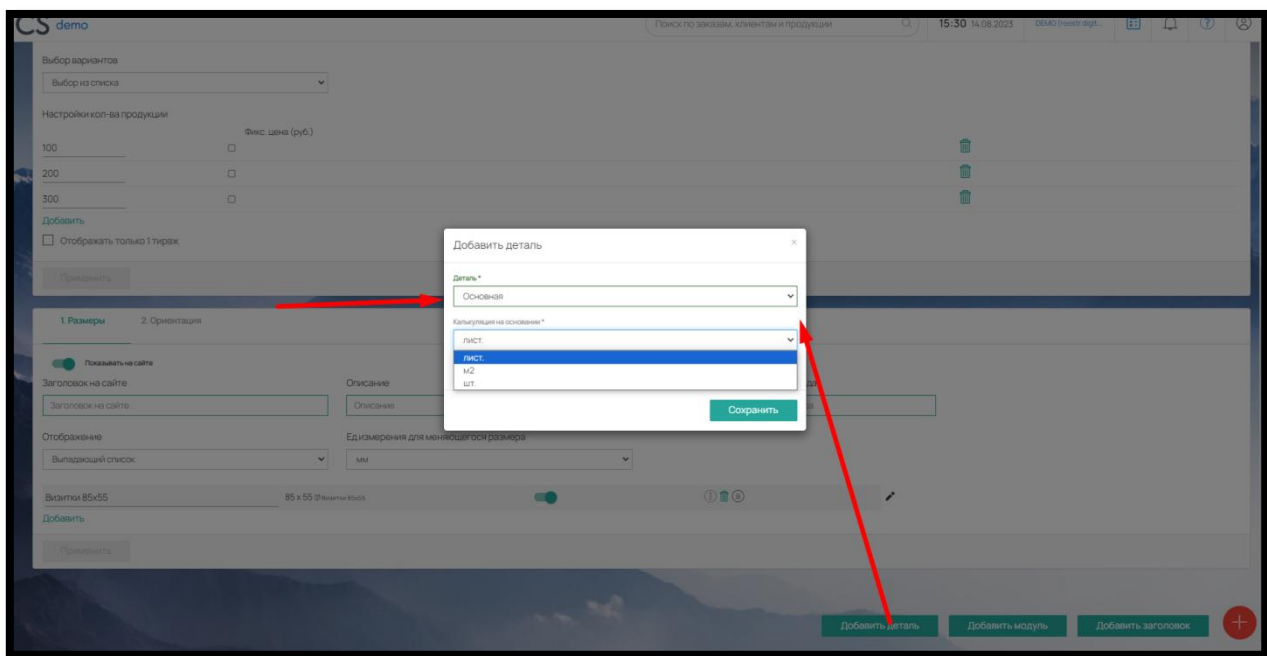 CS demo
Поиск по заказам, клиентам и продукции
15:30 14.08.2023
Выбор вариантов
Выбор из списка
Настройки кол-ва продукции
Фикс. цена (руб.)
100
200
300
Добавить
Отображать только 1 тираж
Применить
Добавить деталь
Деталь *
Основная
Калькуляция на основании *
лист.
лист.
м2
шт.
Сохранить
1. Размеры 2. Ориентация
Показывать на сайте
Заголовок на сайте Описание
Заголовок на сайте Описание
Отображение Ед.измерения для меняющегося размера
Выпадающий список мм
Визитки 85x55 85 x 55 Визитки 85x55
Добавить
Применить
Добавить деталь Добавить модуль Добавить заголовок